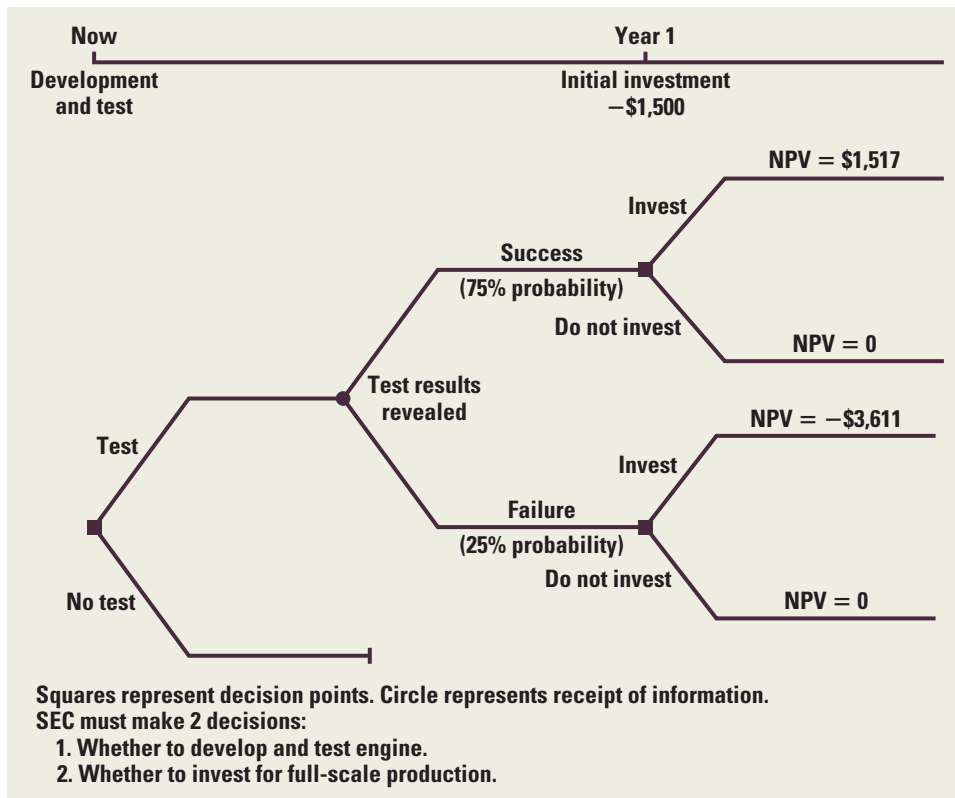 Now
Year 1
Development
and test
Initial investment
−$1,500
NPV = $1,517
Invest
Success
(75% probability)
Do not invest
NPV = 0
Test results
revealed
NPV = −$3,611
Test
Invest
Failure
(25% probability)
Do not invest
No test
NPV = 0
Squares represent decision points. Circle represents receipt of information.
SEC must make 2 decisions:
1. Whether to develop and test engine.
2. Whether to invest for full-scale production.